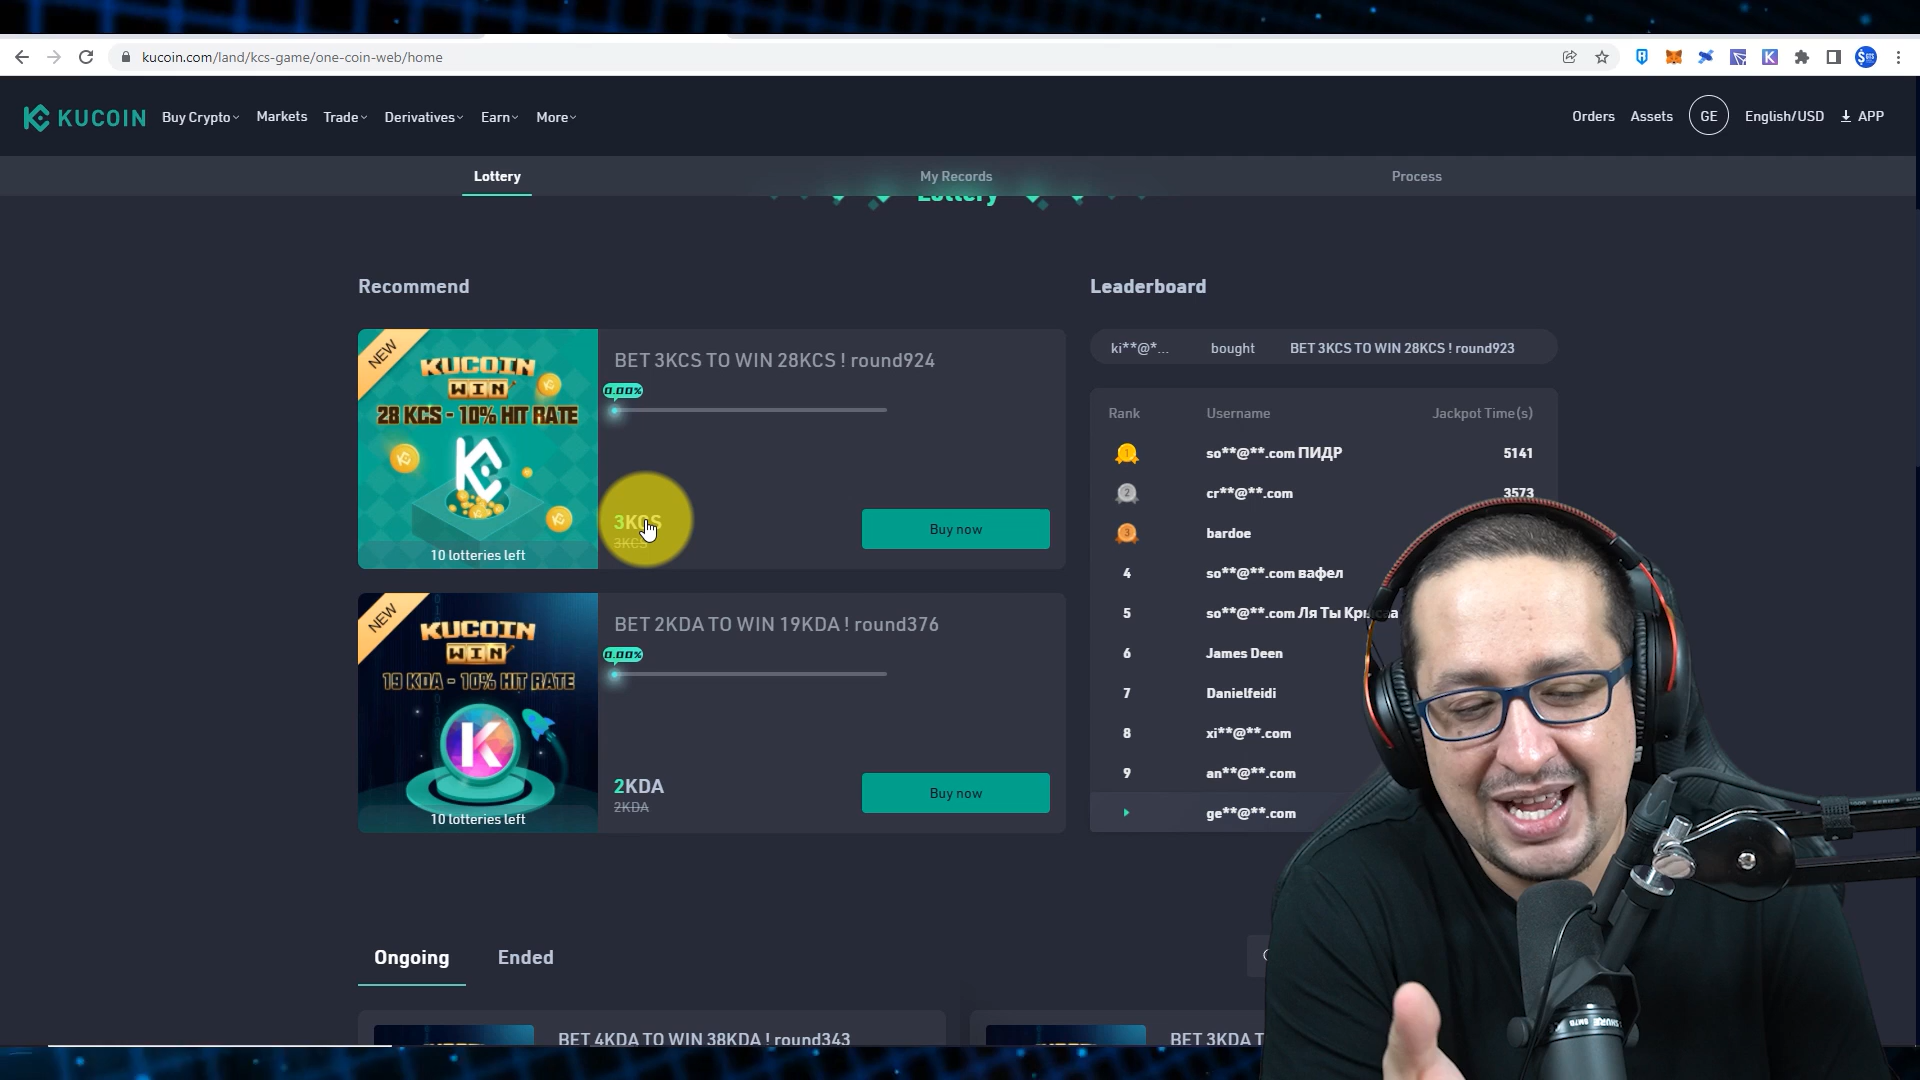 kucoin.com/land/kcs-game/one-coin-web/home
KUCOIN
Buy Crypto
Markets
Trade
Derivatives
Earn
More
Orders
Assets
GE
English/USD
APP
Lottery
My Records
Process
Lottery
Recommend
NEW
KUCOIN
WIN
28 KCS - 10% HIT RATE
10 lotteries left
BET 3KCS TO WIN 28KCS ! round924
0.00%
3KCS
3KCS
Buy now
NEW
KUCOIN
WIN
19 KDA - 10% HIT RATE
10 lotteries left
BET 2KDA TO WIN 19KDA ! round376
0.00%
2KDA
2KDA
Buy now
Leaderboard
ki**@*... bought BET 3KCS TO WIN 28KCS ! round923
Rank Username Jackpot Time(s)
1 so**@**.com ПИДР 5141
2 cr**@**.com 3573
3 bardoe
4 so**@**.com вафел
5 so**@**.com Ля Ты
6 James Deen
7 Danielfeidi
8 xi**@**.com
9 an**@**.com
ge**@**.com
Ongoing
Ended
BET 4KDA TO WIN 38KDA ! round343
BET 3KDA
SHURE
SM7B